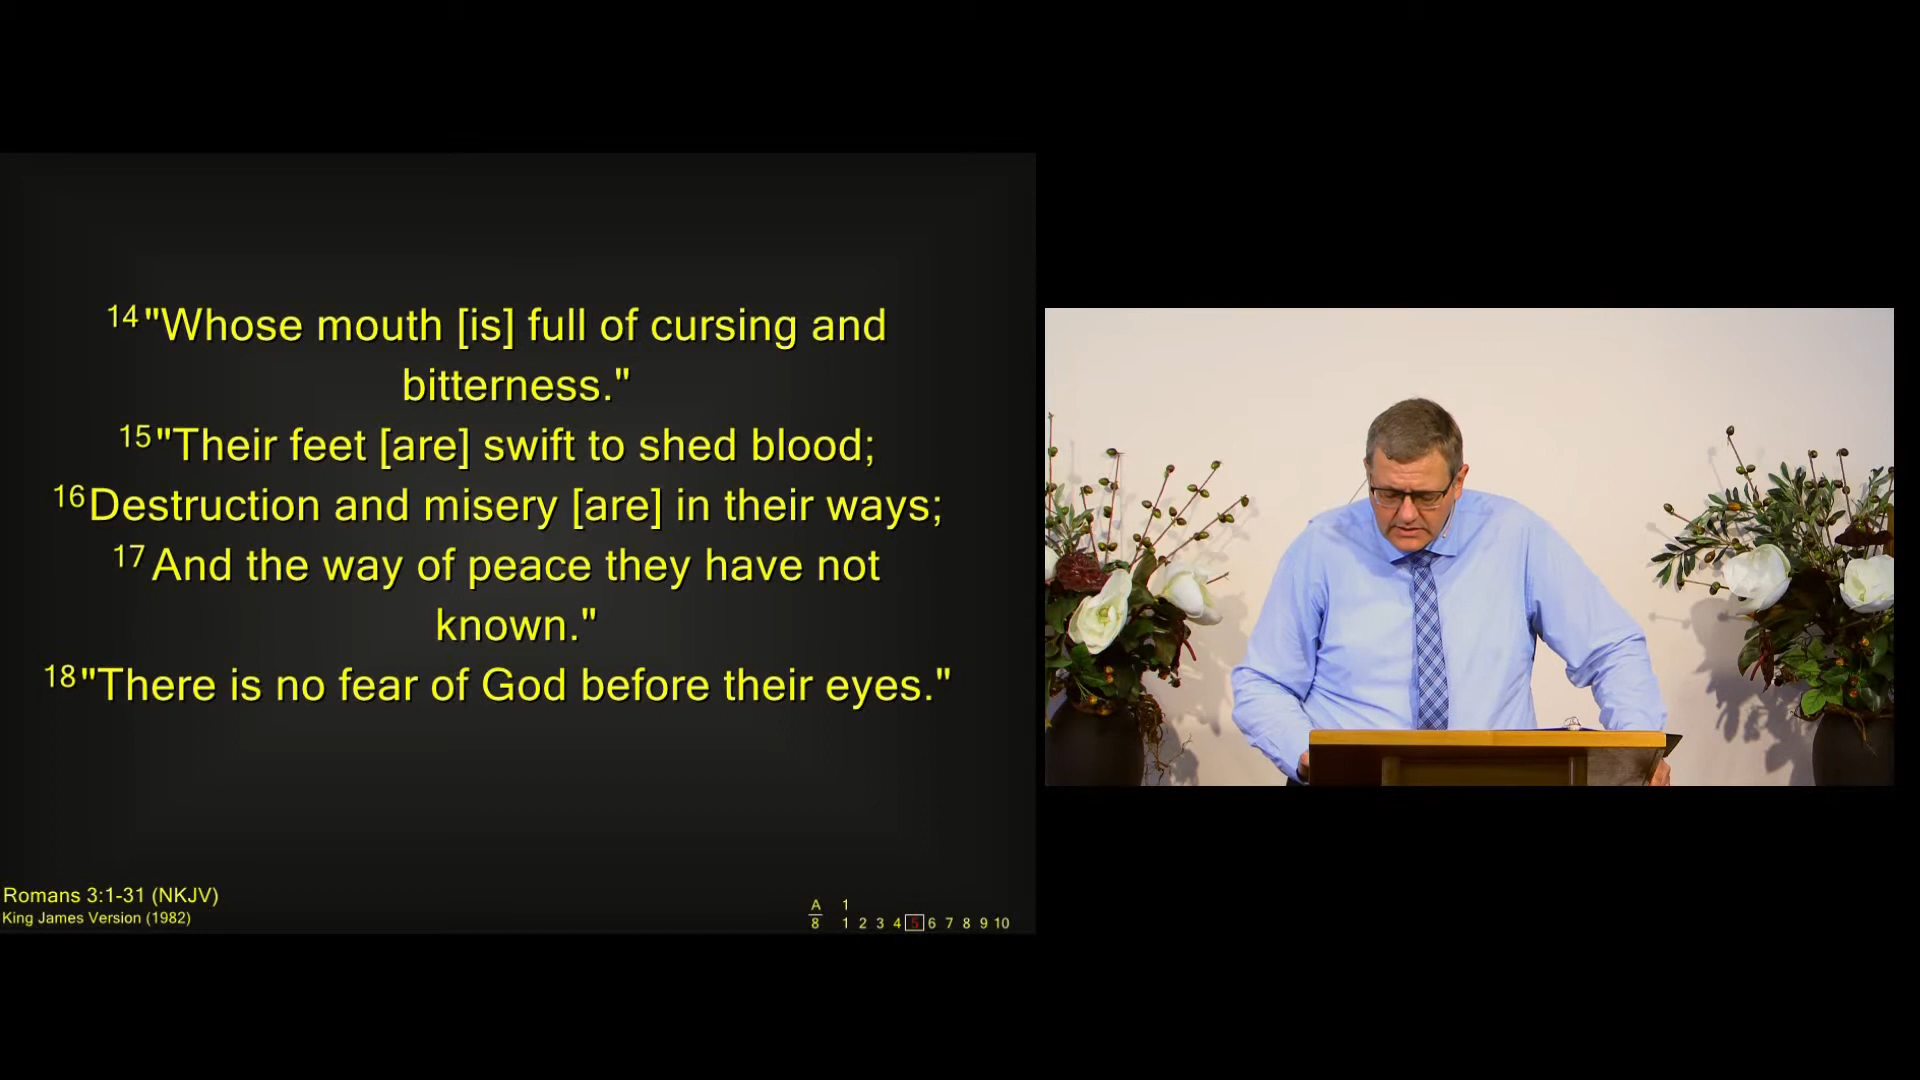 14"Whose mouth [is] full of cursing and
bitterness."
15"Their feet [are] swift to shed blood;
16Destruction and misery [are] in their ways;
17And the way of peace they have not
known."
18"There is no fear of God before their eyes."
Romans 3:1-31 (NKJV)
King James Version (1982)
A 1
8 1 2 3 4 5 6 7 8 9 10